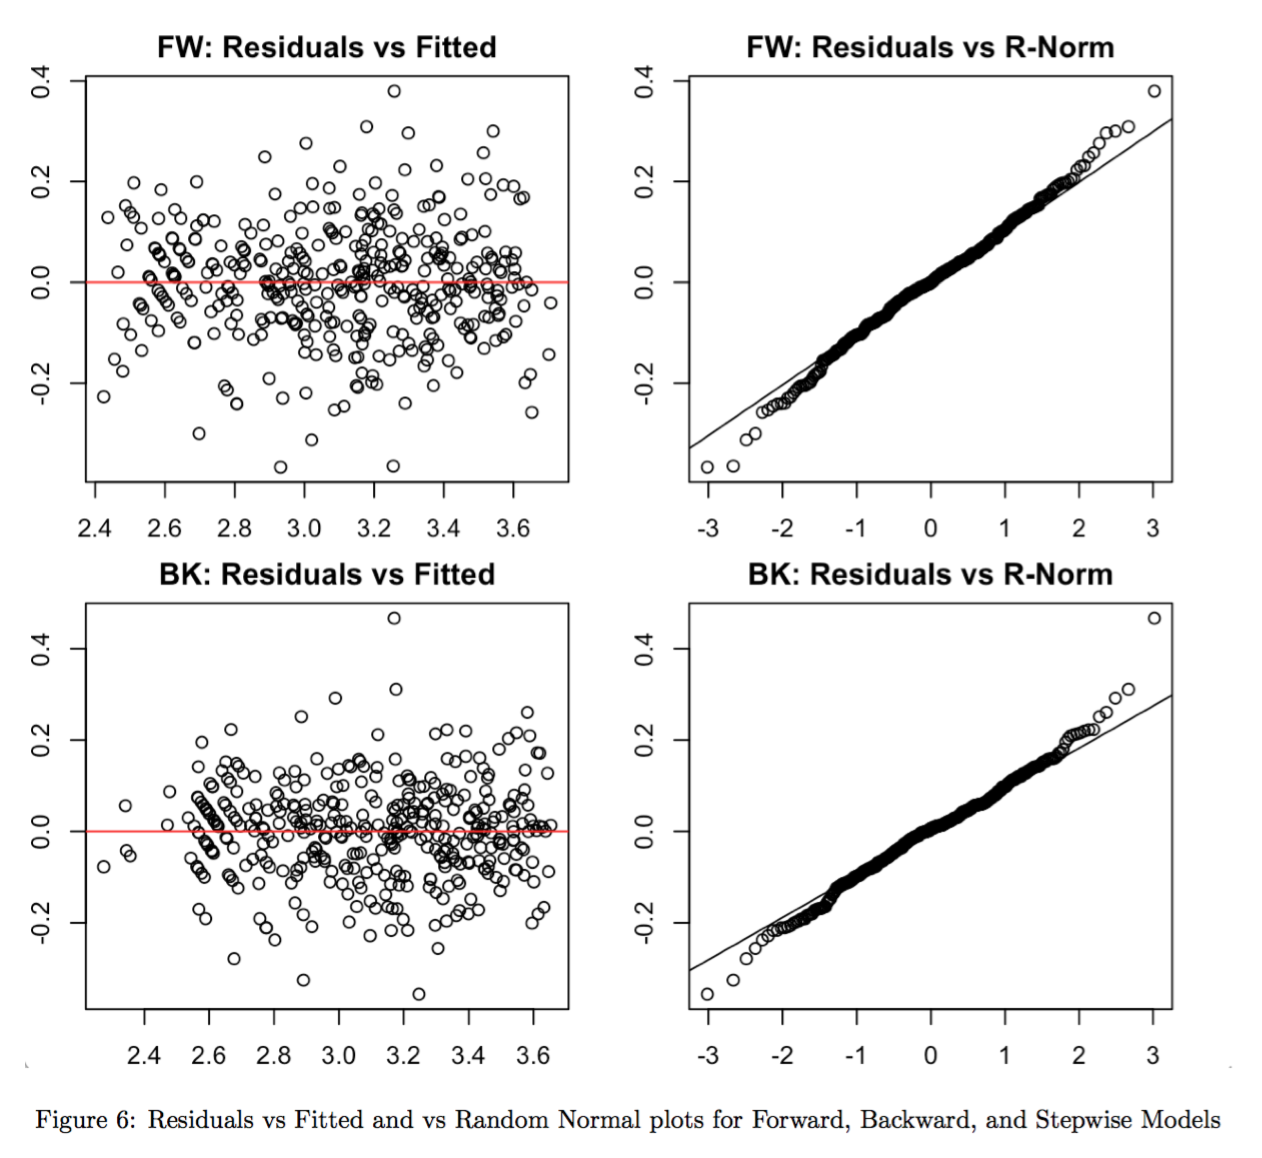 FW: Residuals vs Fitted
0.4
0.2
0.0
-0.2
2.4 2.6 2.8 3.0 3.2 3.4 3.6
FW: Residuals vs R-Norm
0.4
0.2
0.0
-0.2
-3 -2 -1 0 1 2 3
BK: Residuals vs Fitted
0.4
0.2
0.0
-0.2
2.4 2.6 2.8 3.0 3.2 3.4 3.6
BK: Residuals vs R-Norm
0.4
0.2
0.0
-0.2
-3 -2 -1 0 1 2 3
Figure 6: Residuals vs Fitted and vs Random Normal plots for Forward, Backward, and Stepwise Models